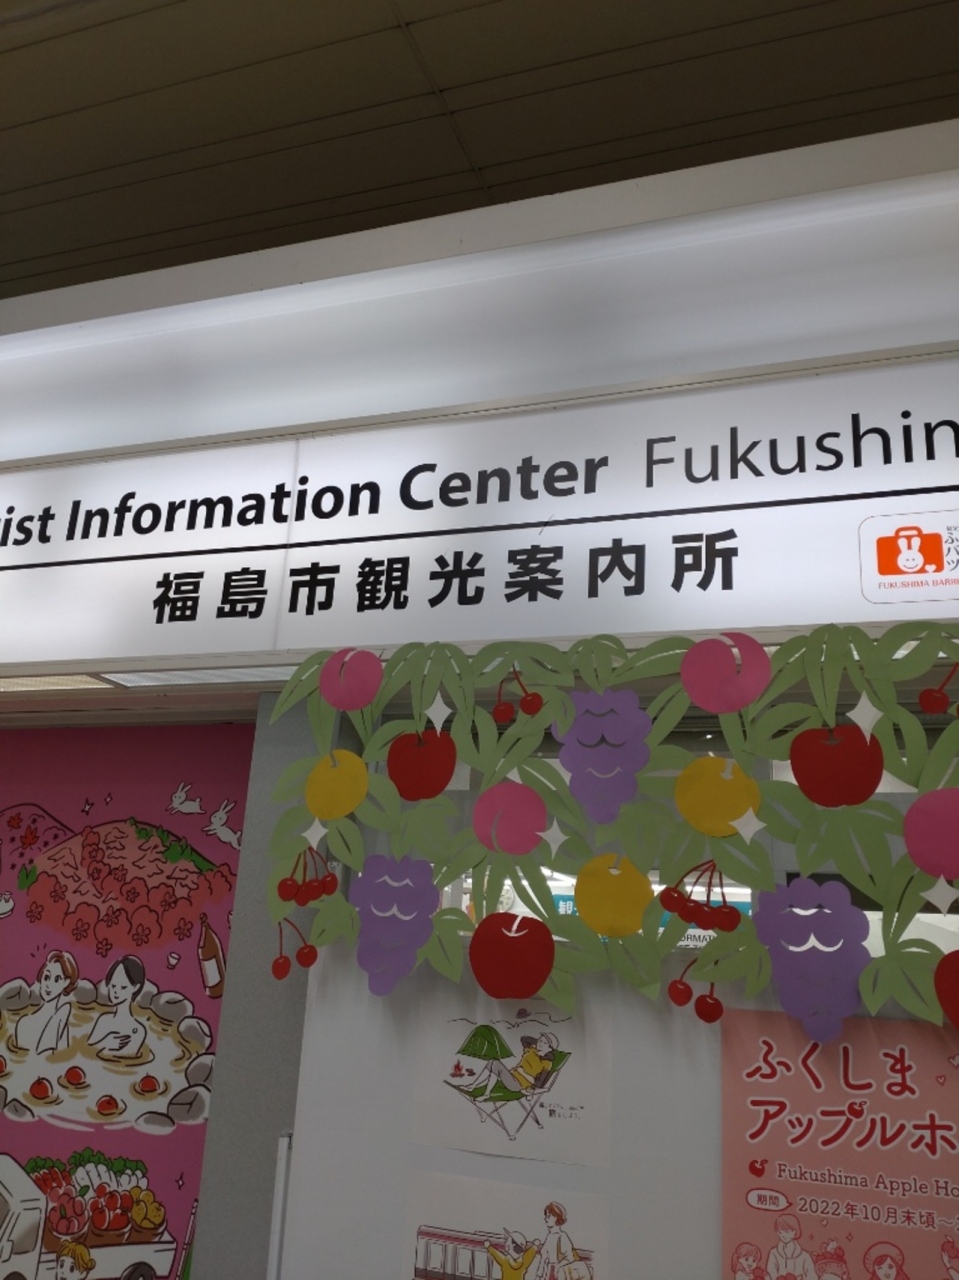 ist Information Center Fukushin
福島市観光案内所
FUKUSHIMA BARRI
観
ORMATI
ふくしま
アップルホ
Fukushima Apple Ho
期間
2022年10月末頃～